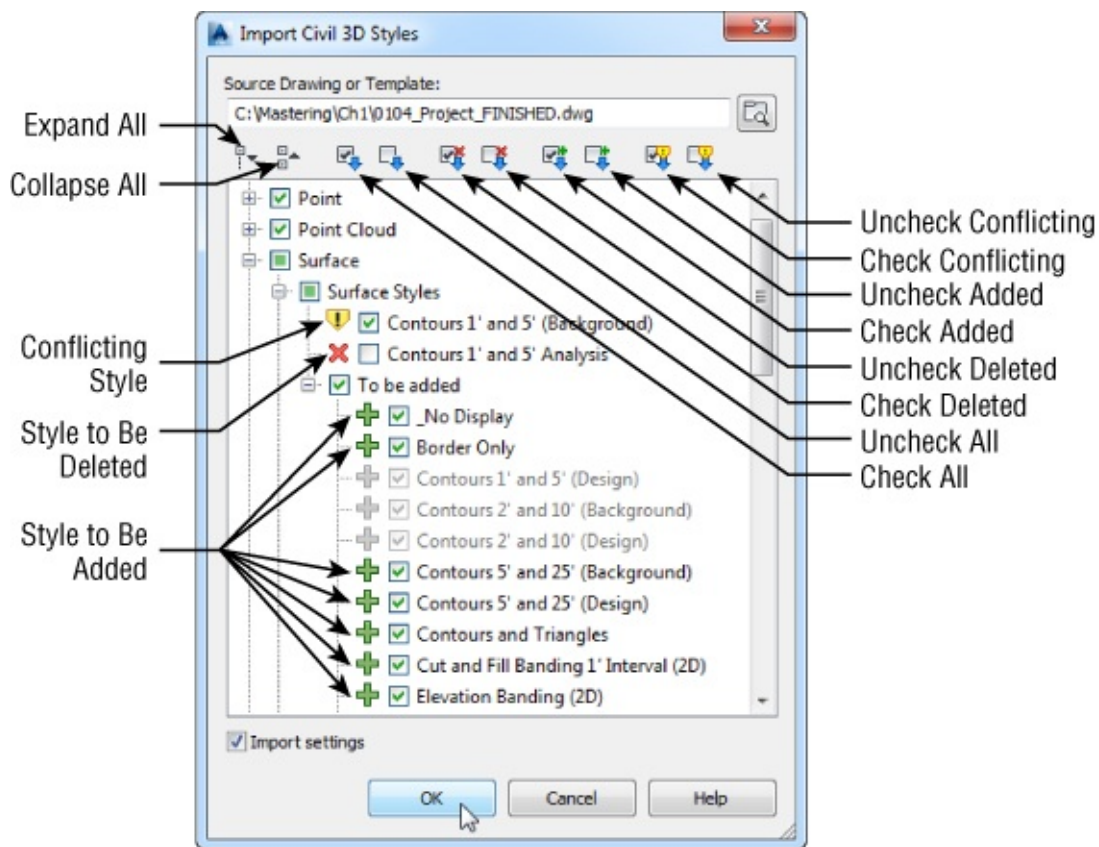 Import Civil 3D Styles
Source Drawing or Template:
C:\Mastering\Ch1\0104_Project_FINISHED.dwg
Expand All
Collapse All
Point
Point Cloud
Surface
Surface Styles
Contours 1' and 5' (Background)
Contours 1' and 5' Analysis
To be added
_No Display
Border Only
Contours 1' and 5' (Design)
Contours 2' and 10' (Background)
Contours 2' and 10' (Design)
Contours 5' and 25' (Background)
Contours 5' and 25' (Design)
Contours and Triangles
Cut and Fill Banding 1' Interval (2D)
Elevation Banding (2D)
Conflicting
Style
Style to Be
Deleted
Style to Be
Added
Uncheck Conflicting
Check Conflicting
Uncheck Added
Check Added
Uncheck Deleted
Check Deleted
Uncheck All
Check All
Import settings
OK
Cancel
Help